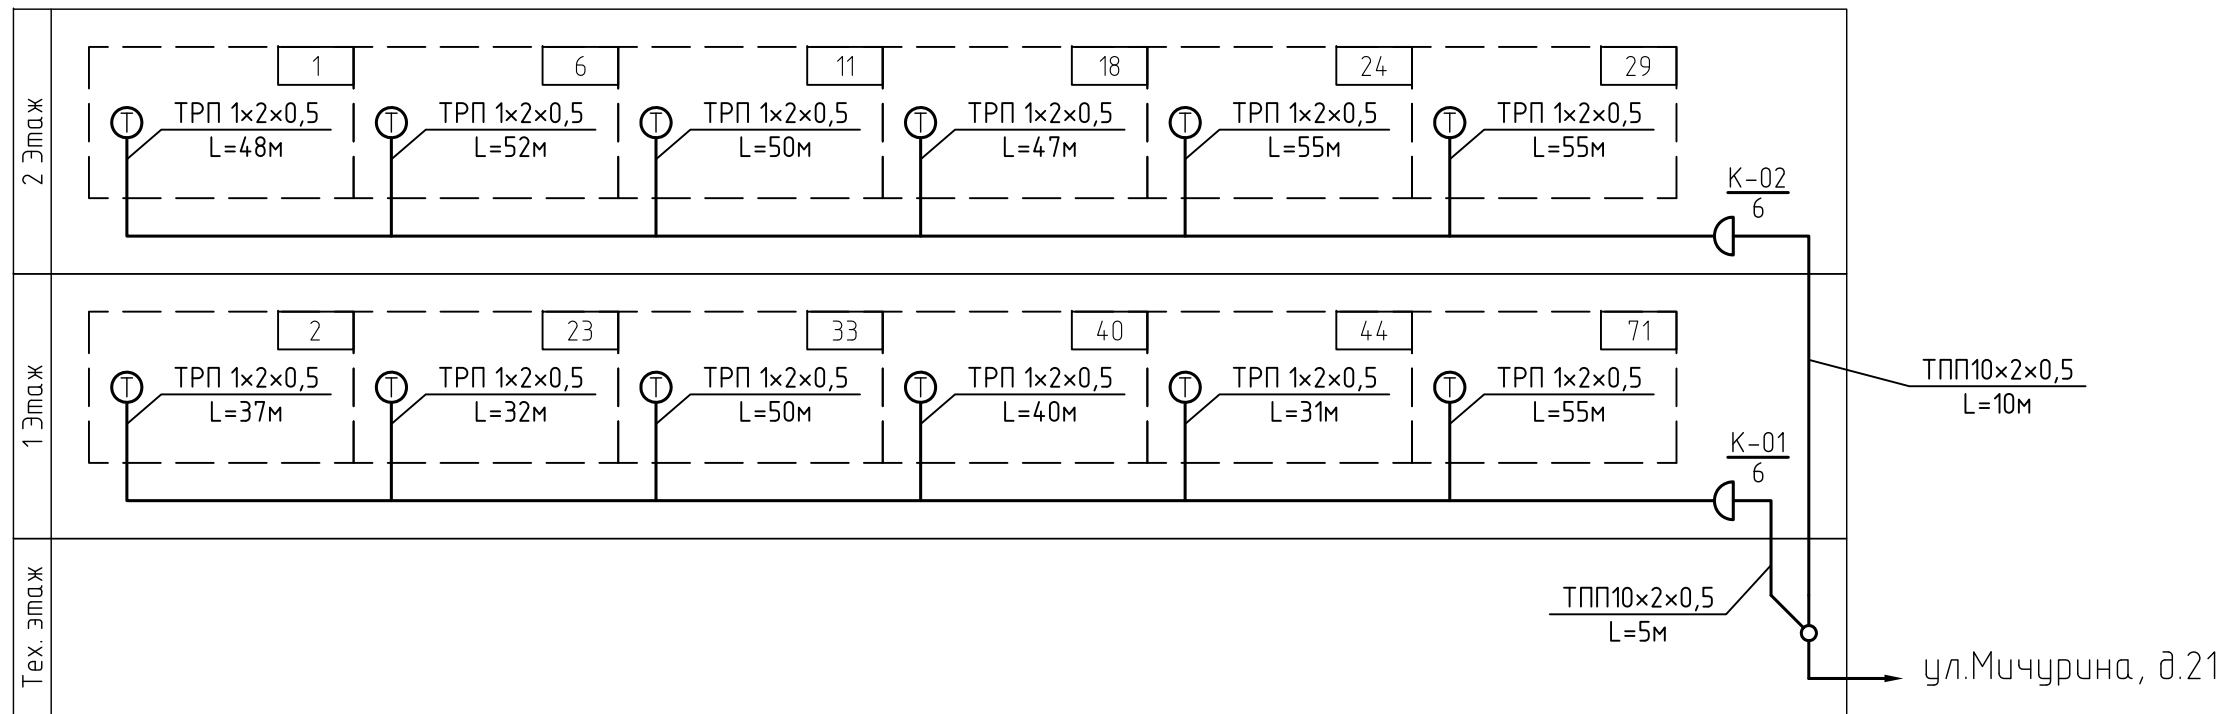 2 Этаж
1
6
11
18
24
29
ТРП 1×2×0,5
L=48м
ТРП 1×2×0,5
L=52м
ТРП 1×2×0,5
L=50м
ТРП 1×2×0,5
L=47м
ТРП 1×2×0,5
L=55м
ТРП 1×2×0,5
L=55м
Т
Т
Т
Т
Т
Т
К-02
6
1 Этаж
2
23
33
40
44
71
ТРП 1×2×0,5
L=37м
ТРП 1×2×0,5
L=32м
ТРП 1×2×0,5
L=50м
ТРП 1×2×0,5
L=40м
ТРП 1×2×0,5
L=31м
ТРП 1×2×0,5
L=55м
Т
Т
Т
Т
Т
Т
К-01
6
ТПП10×2×0,5
L=10м
Тех. этаж
ТПП10×2×0,5
L=5м
ул.Мичурина, д.21